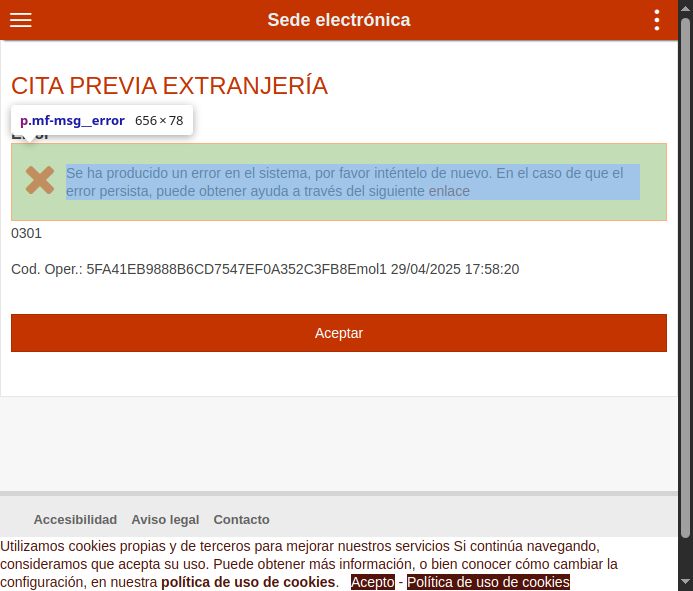 Sede electrónica
CITA PREVIA EXTRANJERÍA
p.mf-msg__error 656 × 78
Se ha producido un error en el sistema, por favor inténtelo de nuevo. En el caso de que el
error persista, puede obtener ayuda a través del siguiente enlace
0301
Cod. Oper.: 5FA41EB9888B6CD7547EF0A352C3FB8Emol1 29/04/2025 17:58:20
Aceptar
Accesibilidad Aviso legal Contacto
Utilizamos cookies propias y de terceros para mejorar nuestros servicios Si continúa navegando,
consideramos que acepta su uso. Puede obtener más información, o bien conocer cómo cambiar la
configuración, en nuestra política de uso de cookies. Acepto - Política de uso de cookies